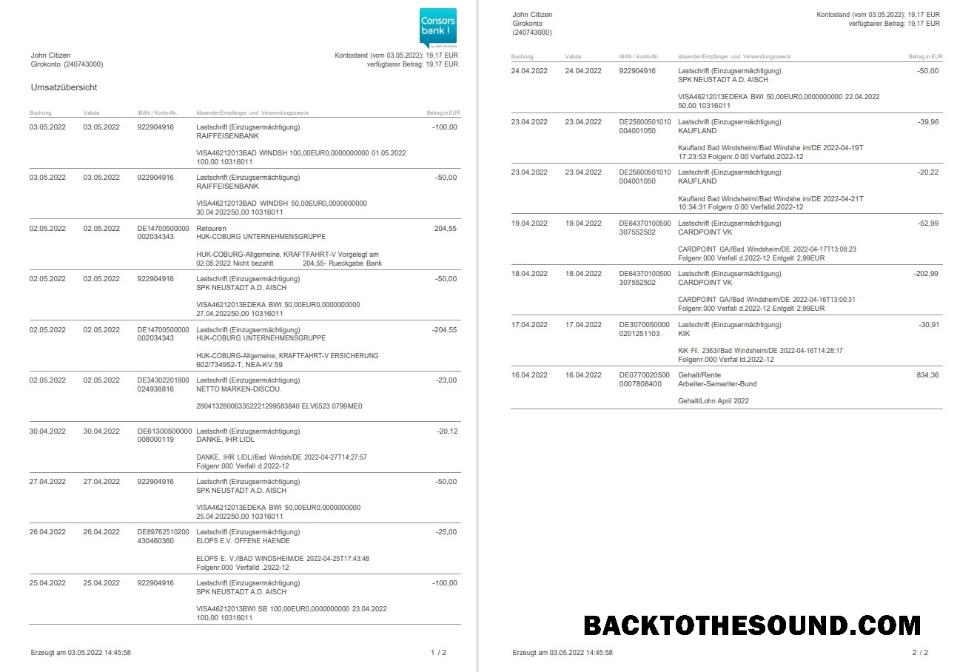 Consors
bank!
John Citizen
Girokonto (240743000)
Kontostand (vom 03.05.2022): 19,17 EUR
verfügbarer Betrag: 19,17 EUR
Umsatzübersicht
Buchung Valuta IBAN / Konto-Nr. Absender/Empfänger und Verwendungszweck Betrag in EUR
03.05.2022 03.05.2022 922904916 Lastschrift (Einzugsermächtigung) -100,00
RAIFFEISENBANK
VISA46212013BAD WINDSH 100,00EUR0,0000000000 01.05.2022
100,00 10316011
03.05.2022 03.05.2022 922904916 Lastschrift (Einzugsermächtigung) -50,00
RAIFFEISENBANK
VISA46212013BAD WINDSH 50,00EUR0,0000000000
30.04.202250,00 10316011
02.05.2022 02.05.2022 DE14700500000 Retouren 204,55
002034343 HUK-COBURG UNTERNEHMENSGRUPPE
HUK-COBURG-Allgemeine, KRAFTFAHRT-V Vorgelegt am
02.05.2022 Nicht bezahlt 204,55- Rueckgabe Bank
02.05.2022 02.05.2022 922904916 Lastschrift (Einzugsermächtigung) -50,00
SPK NEUSTADT A.D. AISCH
VISA46212013EDEKA BWI 50,00EUR0,0000000000
27.04.202250,00 10316011
02.05.2022 02.05.2022 DE14700500000 Lastschrift (Einzugsermächtigung) -204,55
002034343 HUK-COBURG UNTERNEHMENSGRUPPE
HUK-COBURG-Allgemeine, KRAFTFAHRT-V ERSICHERUNG
602/734952-T, NEA-KV 59
02.05.2022 02.05.2022 DE34302201900 Lastschrift (Einzugsermächtigung) -23,00
024938816 NETTO MARKEN-DISCOU.
28041328006335222129958384​0 ELV6523 0799ME0
30.04.2022 30.04.2022 DE61300500000 Lastschrift (Einzugsermächtigung) -20,12
008000119 DANKE, IHR LIDL
DANKE, IHR LIDL//Bad Windsh/DE 2022-04-27T14:27:57
Folgenr.000 Verfall d.2022-12
27.04.2022 27.04.2022 922904916 Lastschrift (Einzugsermächtigung) -50,00
SPK NEUSTADT A.D. AISCH
VISA46212013EDEKA BWI 50,00EUR0,0000000000
25.04.202250,00 10316011
26.04.2022 26.04.2022 DE89762510200 Lastschrift (Einzugsermächtigung) -25,00
430460360 ELOPS E.V. OFFENE HAENDE
ELOPS E. V.//BAD WINDSHEIM/DE 2022-04-25T17:43:48
Folgenr.000 Verfalld .2022-12
25.04.2022 25.04.2022 922904916 Lastschrift (Einzugsermächtigung) -100,00
SPK NEUSTADT A.D. AISCH
VISA46212013BWI SB 100,00EUR0,0000000000 23.04.2022
100,00 10316011
Erzeugt am 03.05.2022 14:45:58 1 / 2
John Citizen
Girokonto
(240743000)
Kontostand (vom 03.05.2022): 19,17 EUR
verfügbarer Betrag: 19,17 EUR
Buchung Valuta IBAN / Konto-Nr. Absender/Empfänger und Verwendungszweck Betrag in EUR
24.04.2022 24.04.2022 922904916 Lastschrift (Einzugsermächtigung) -50,00
SPK NEUSTADT A.D. AISCH
VISA46212013EDEKA BWI 50,00EUR0,0000000000 22.04.2022
50,00 10316011
23.04.2022 23.04.2022 DE25600501010 Lastschrift (Einzugsermächtigung) -39,96
004001050 KAUFLAND
Kaufland Bad Windsheim//Bad Windshe im/DE 2022-04-19T
17:23:53 Folgenr.0 00 Verfalld.2022-12
23.04.2022 23.04.2022 DE25600501010 Lastschrift (Einzugsermächtigung) -20,22
004001050 KAUFLAND
Kaufland Bad Windsheim//Bad Windshe im/DE 2022-04-21T
10:34:31 Folgenr.0 00 Verfalld.2022-12
19.04.2022 19.04.2022 DE64370100500 Lastschrift (Einzugsermächtigung) -52,99
307552502 CARDPOINT VK
CARDPOINT GA//Bad Windsheim/DE 2022-04-17T13:08:23
Folgenr.000 Verfall d.2022-12 Entgelt 2,99EUR
18.04.2022 18.04.2022 DE64370100500 Lastschrift (Einzugsermächtigung) -202,99
307552502 CARDPOINT VK
CARDPOINT GA//Bad Windsheim/DE 2022-04-16T13:00:31
Folgenr.000 Verfall d.2022-12 Entgelt 2,99EUR
17.04.2022 17.04.2022 DE3070050000 Lastschrift (Einzugsermächtigung) -30,91
0201251103 KIK
KiK Fil. 2363//Bad Windsheim/DE 2022-04-16T14:28:17
Folgenr.000 Verfal ld.2022-12
16.04.2022 16.04.2022 DE0770020500 Gehalt/Rente 834,36
0007808400 Arbeiter-Samariter-Bund
Gehalt/Lohn April 2022
BACKTOTHESOUND.COM
Erzeugt am 03.05.2022 14:45:58 2 / 2